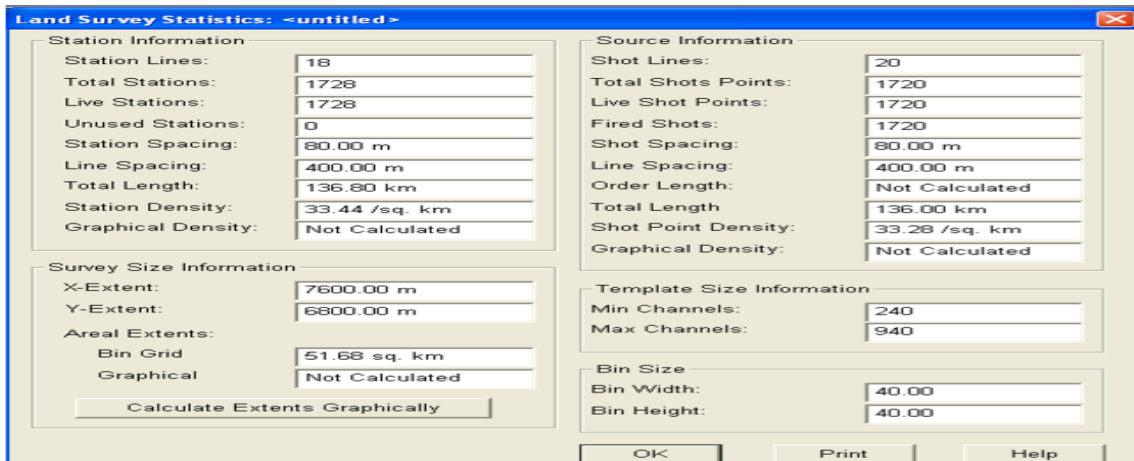 Land Survey Statistics: <untitled>
Station Information
Station Lines: 18
Total Stations: 1728
Live Stations: 1728
Unused Stations: 0
Station Spacing: 80.00 m
Line Spacing: 400.00 m
Total Length: 136.80 km
Station Density: 33.44 /sq. km
Graphical Density: Not Calculated
Survey Size Information
X-Extent: 7600.00 m
Y-Extent: 6800.00 m
Areal Extents:
Bin Grid 51.68 sq. km
Graphical Not Calculated
Calculate Extents Graphically
Source Information
Shot Lines: 20
Total Shots Points: 1720
Live Shot Points: 1720
Fired Shots: 1720
Shot Spacing: 80.00 m
Line Spacing: 400.00 m
Order Length: Not Calculated
Total Length 136.00 km
Shot Point Density: 33.28 /sq. km
Graphical Density: Not Calculated
Template Size Information
Min Channels: 240
Max Channels: 940
Bin Size
Bin Width: 40.00
Bin Height: 40.00
OK Print Help